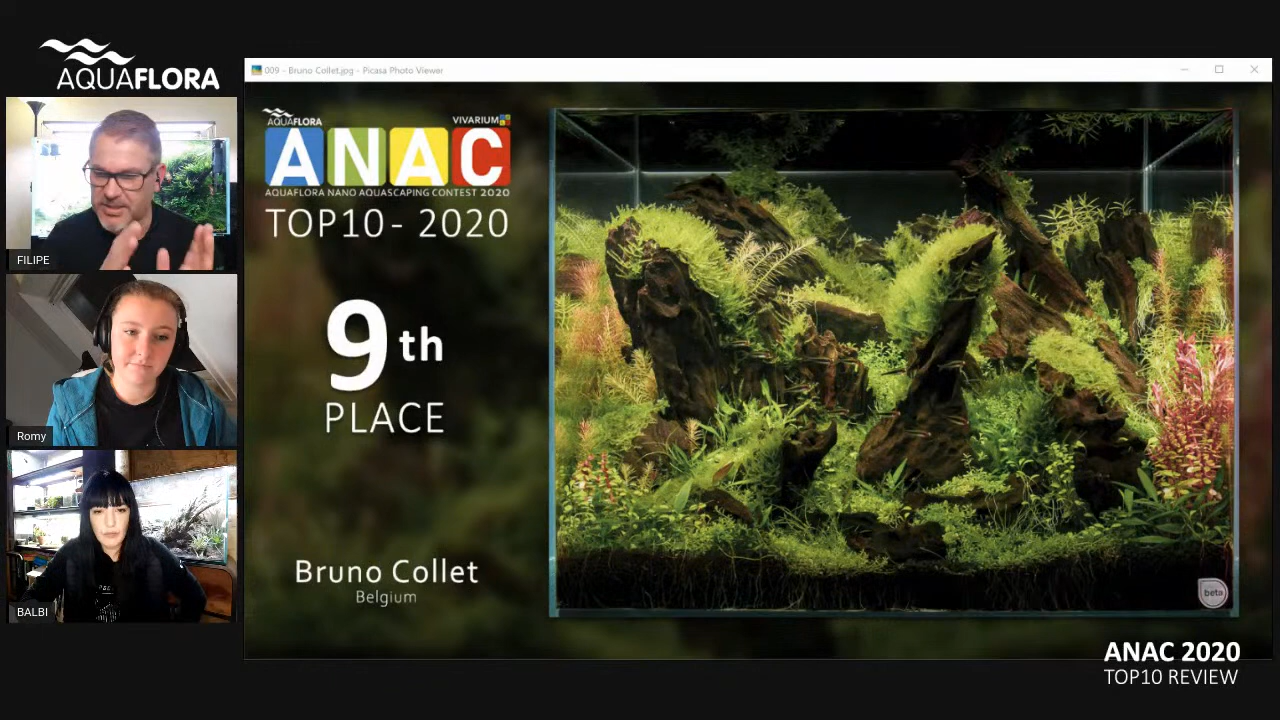 AQUAFLORA
FILIPE
Romy
BALBI
009 - Bruno Collet.jpg - Picasa Photo Viewer
AQUAFLORA
VIVARIUM
ANAC
AQUAFLORA NANO AQUASCAPING CONTEST 2020
TOP10 - 2020
9th
PLACE
Bruno Collet
Belgium
beta
ANAC 2020
TOP10 REVIEW